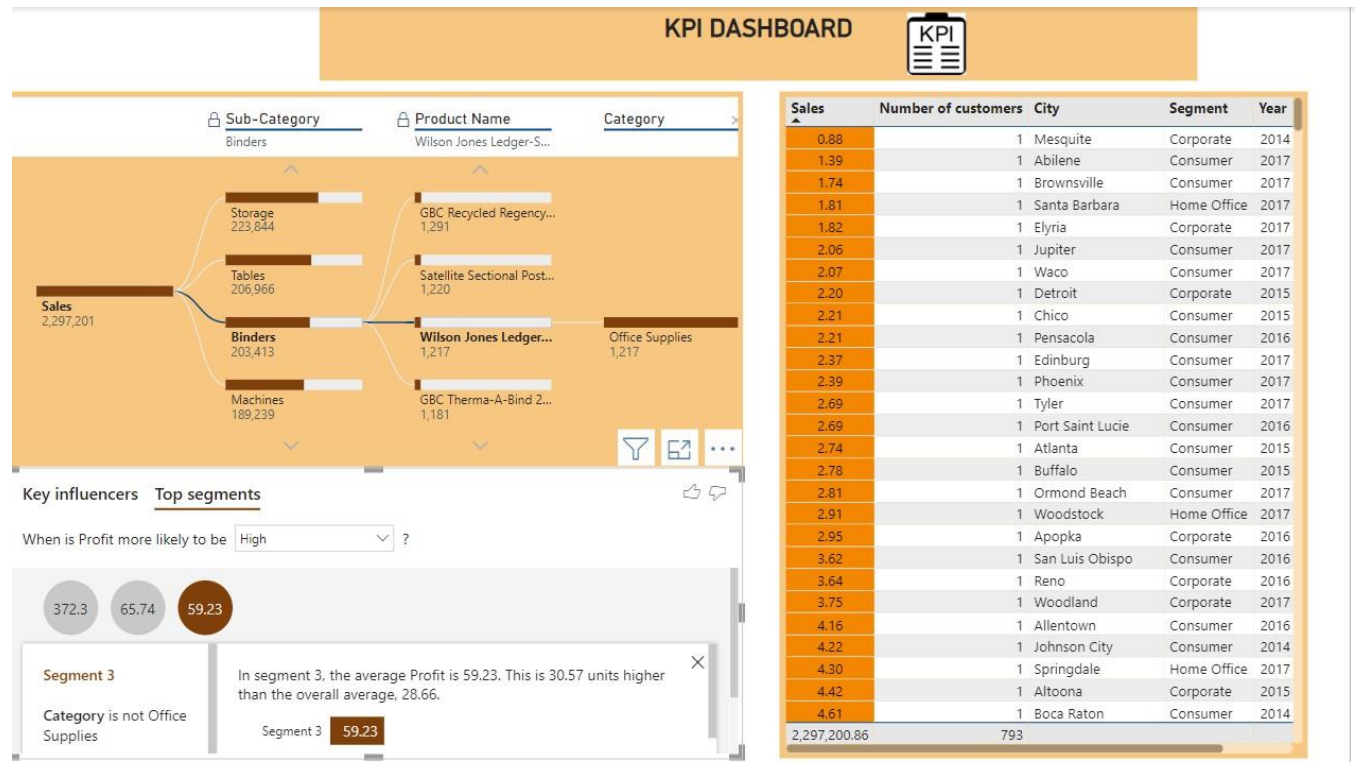 KPI DASHBOARD
KPI
Sub-Category
Binders
Product Name
Wilson Jones Ledger-S...
Category
Sales
2,297,201
Storage
223,844
Tables
206,966
Binders
203,413
Machines
189,239
GBC Recycled Regency...
1,291
Satellite Sectional Post...
1,220
Wilson Jones Ledger...
1,217
GBC Therma-A-Bind 2...
1,181
Office Supplies
1,217
Key influencers Top segments
When is Profit more likely to be High ?
372.3 65.74 59.23
Segment 3
Category is not Office
Supplies
In segment 3, the average Profit is 59.23. This is 30.57 units higher
than the overall average, 28.66.
Segment 3 59.23
Sales Number of customers City Segment Year
0.88 1 Mesquite Corporate 2014
1.39 1 Abilene Consumer 2017
1.74 1 Brownsville Consumer 2017
1.81 1 Santa Barbara Home Office 2017
1.82 1 Elyria Corporate 2017
2.06 1 Jupiter Consumer 2017
2.07 1 Waco Consumer 2017
2.20 1 Detroit Corporate 2015
2.21 1 Chico Consumer 2015
2.21 1 Pensacola Consumer 2016
2.37 1 Edinburg Consumer 2017
2.39 1 Phoenix Consumer 2017
2.69 1 Tyler Consumer 2017
2.69 1 Port Saint Lucie Consumer 2016
2.74 1 Atlanta Consumer 2015
2.78 1 Buffalo Consumer 2015
2.81 1 Ormond Beach Consumer 2017
2.91 1 Woodstock Home Office 2017
2.95 1 Apopka Corporate 2016
3.62 1 San Luis Obispo Consumer 2016
3.64 1 Reno Corporate 2016
3.75 1 Woodland Corporate 2017
4.16 1 Allentown Consumer 2016
4.22 1 Johnson City Consumer 2014
4.30 1 Springdale Home Office 2017
4.42 1 Altoona Corporate 2015
4.61 1 Boca Raton Consumer 2014
2,297,200.86 793